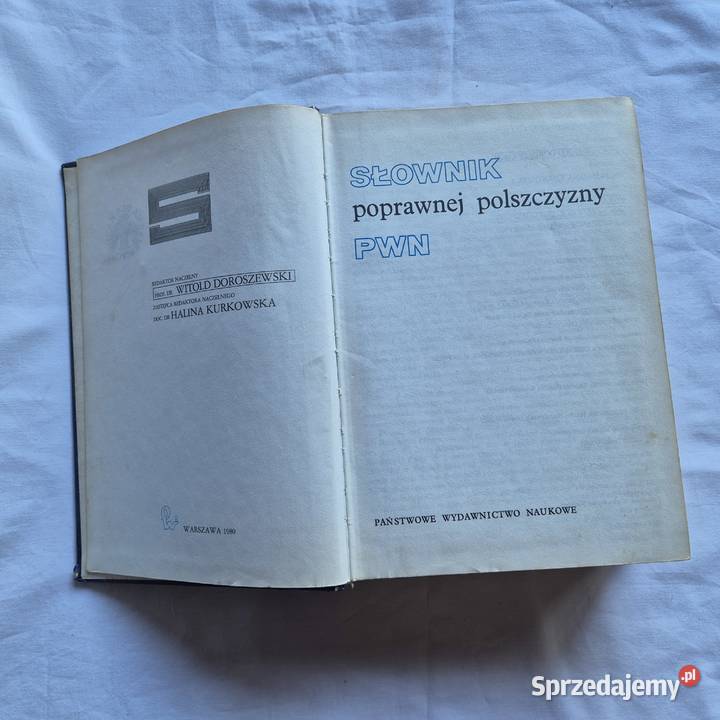 REDAKTOR NACZELNY
PROF. DR WITOLD DOROSZEWSKI
ZASTĘPCA REDAKTORA NACZELNEGO
DOC. DR HALINA KURKOWSKA
WARSZAWA 1980
SŁOWNIK
poprawnej polszczyzny
PWN
PAŃSTWOWE WYDAWNICTWO NAUKOWE
Sprzedajemy.pl